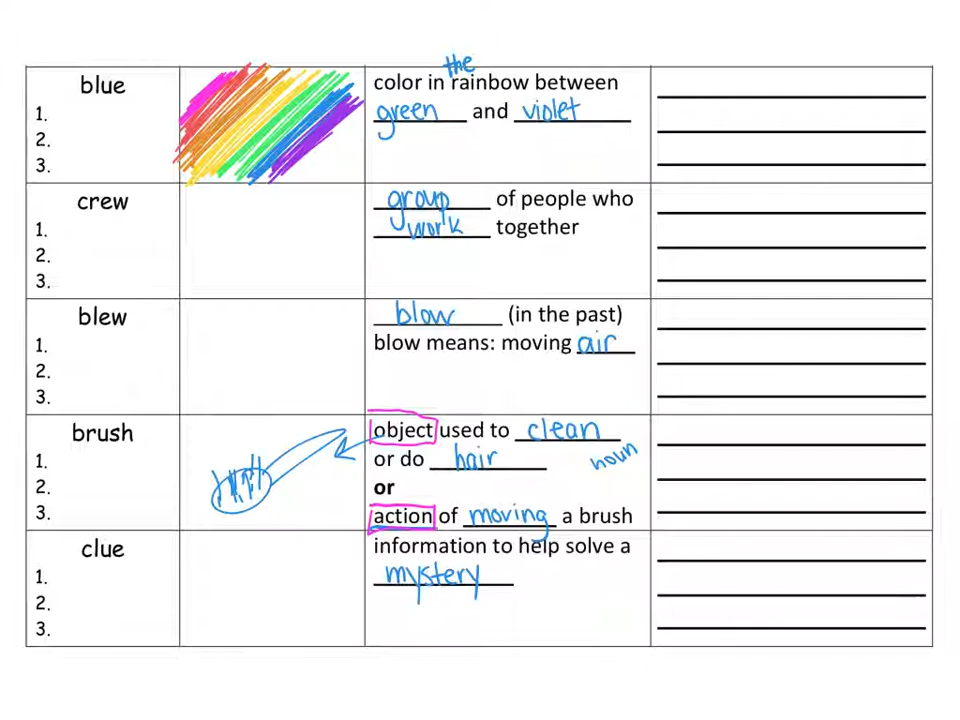 blue
1.
2.
3.
the
color in rainbow between
green and violet
crew
1.
2.
3.
group of people who
work together
blew
1.
2.
3.
blow (in the past)
blow means: moving air
brush
1.
2.
3.
object used to clean
or do hair
noun
or
action of moving a brush
clue
1.
2.
3.
information to help solve a
mystery